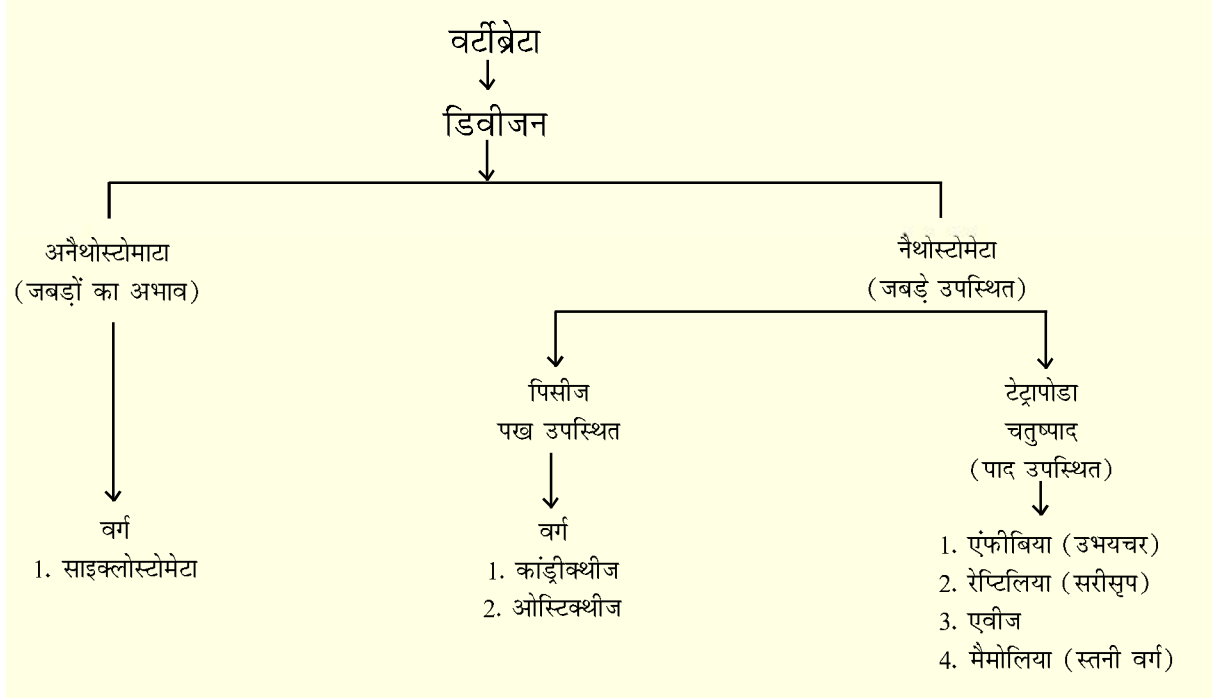 वर्टीब्रेटा
डिवीजन
अनैथोस्टोमाटा
(जबड़ों का अभाव)
नैथोस्टोमेटा
(जबड़े उपस्थित)
पिसीज
पख उपस्थित
वर्ग
1. कांड्रीक्थीज
2. ओस्टिक्थीज
टेट्रापोडा
चतुष्पाद
(पाद उपस्थित)
1. एंफीबिया (उभयचर)
2. रेप्टिलिया (सरीसृप)
3. एवीज
4. मैमोलिया (स्तनी वर्ग)
वर्ग
1. साइक्लोस्टोमेटा